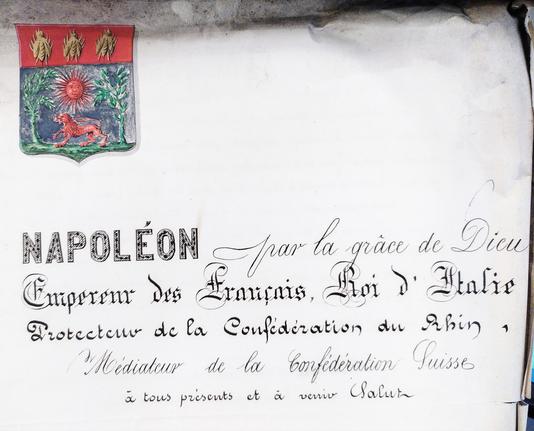 NAPOLÉON par la grâce de Dieu
Empereur des Français, Roi d'Italie
Protecteur de la Confédération du Rhin,
Médiateur de la Confédération Suisse
à tous présents et à venir Salut